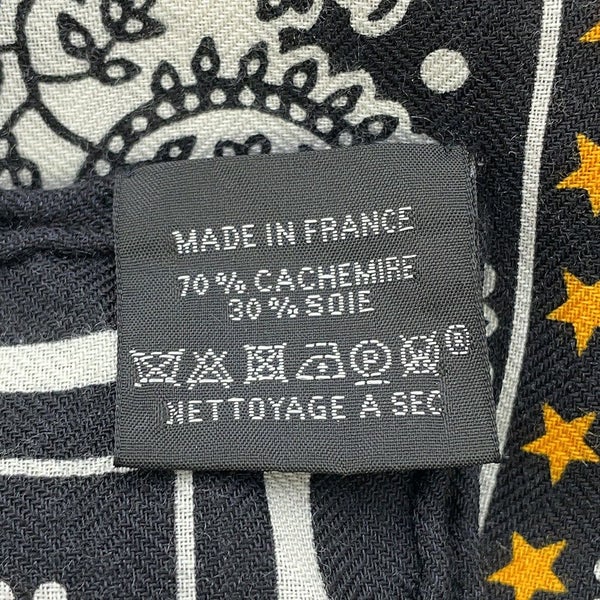 MADE IN FRANCE
70 % CACHEMIRE
30 % SOIE
P W ®
NETTOYAGE A SEC